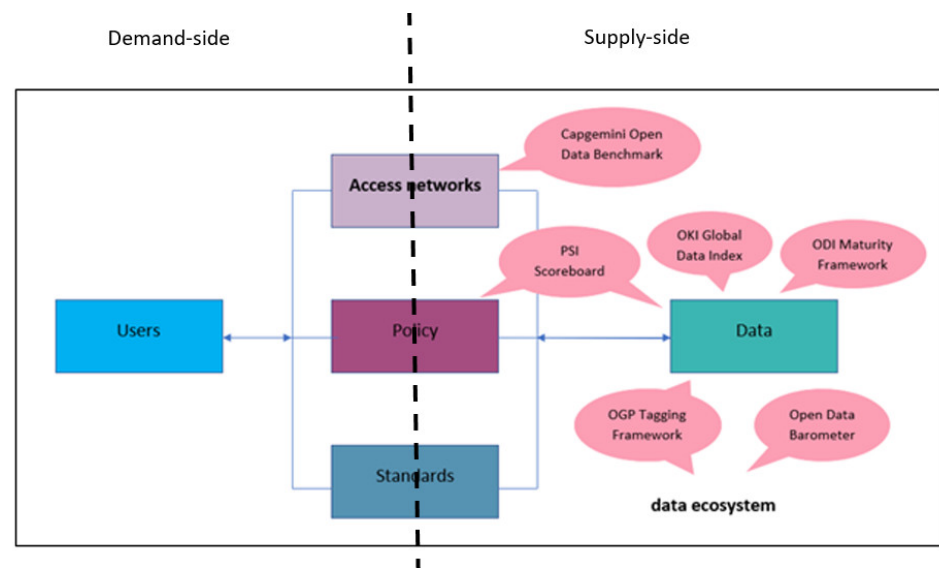 Demand-side
Supply-side
Capgemini Open
Data Benchmark
Access networks
PSI
Scoreboard
OKI Global
Data Index
ODI Maturity
Framework
Users
Policy
Data
OGP Tagging
Framework
Open Data
Barometer
Standards
data ecosystem